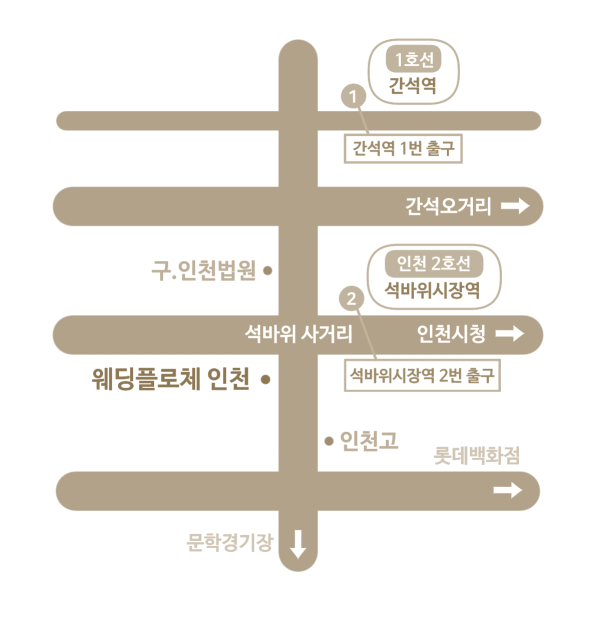 1호선
간석역
1
간석역 1번 출구
간석오거리
구.인천법원
인천 2호선
석바위시장역
2
석바위 사거리
인천시청
웨딩플로체 인천
석바위시장역 2번 출구
인천고
롯데백화점
문학경기장